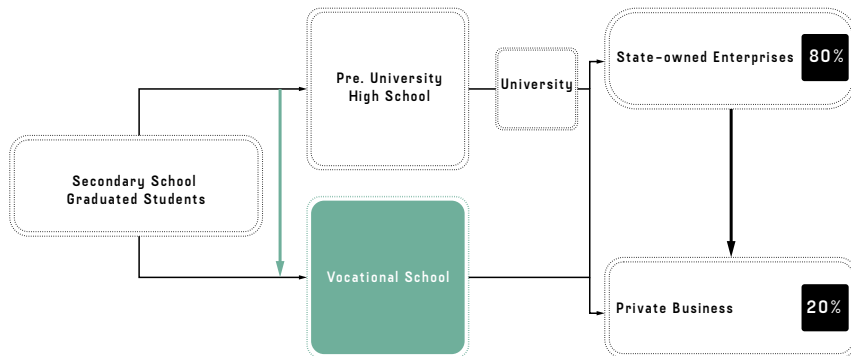 Pre. University
High School
University
State-owned Enterprises
80%
Secondary School
Graduated Students
Vocational School
Private Business
20%